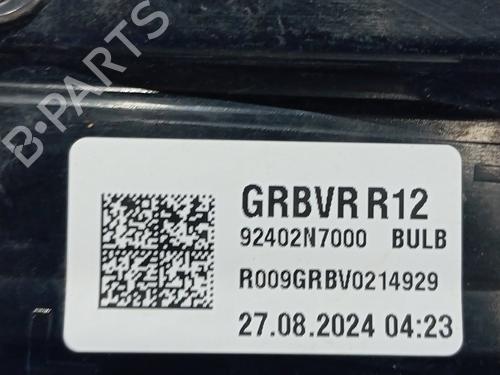 B-PARTS
GRBVR R12
92402N7000 BULB
R009GRBV0214929
27.08.2024 04:23